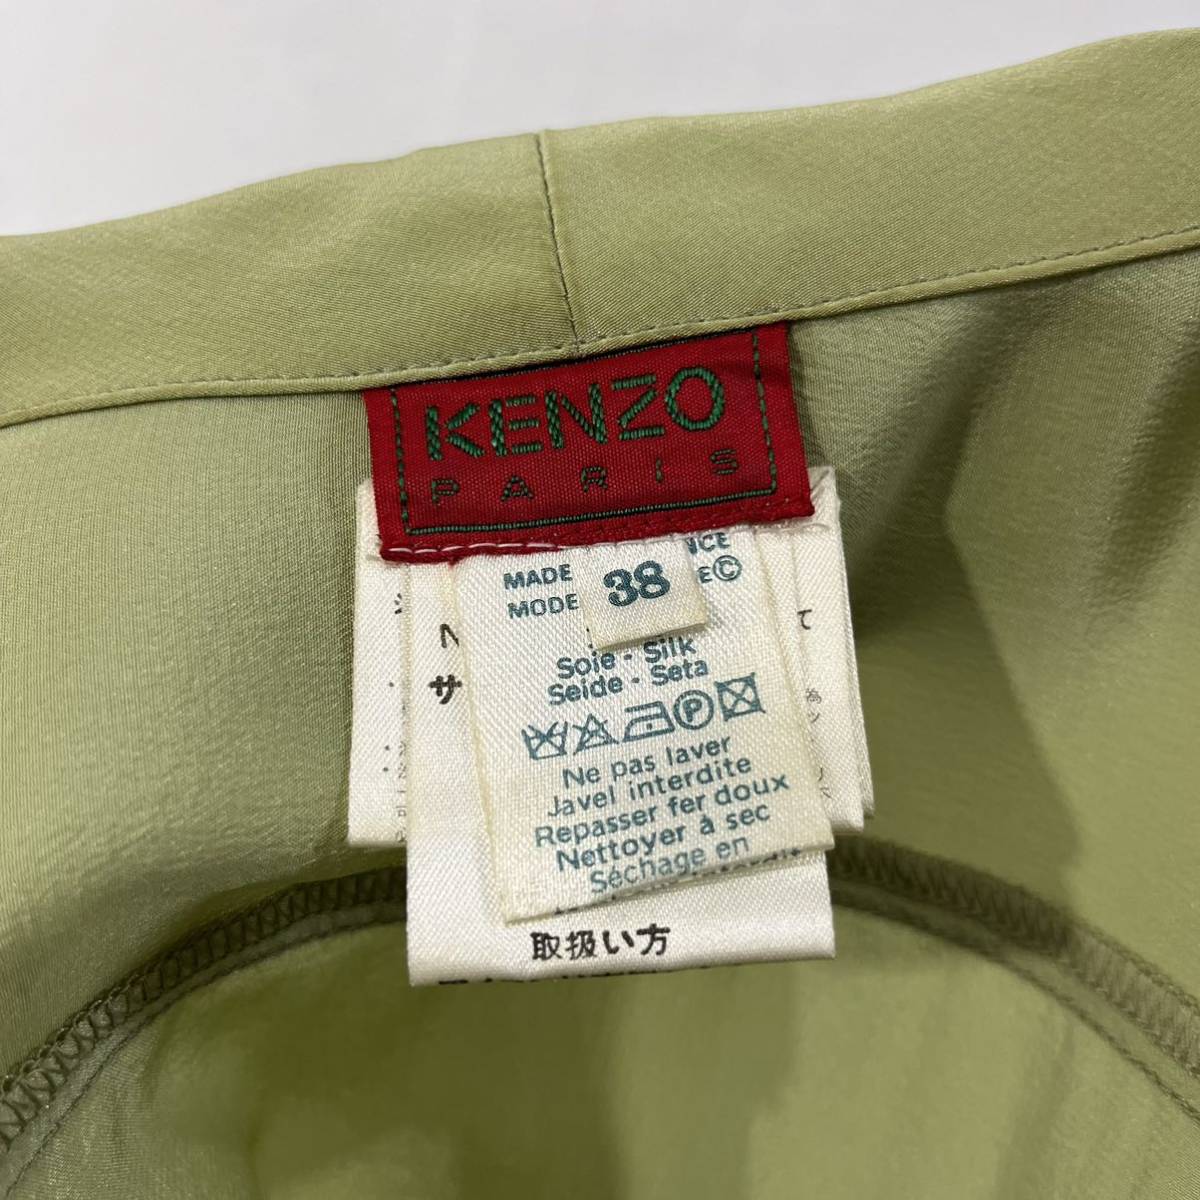 KENZO
PARIS
MADE
38
MODE
Soie - Silk
Seide - Seta
P
Ne pas laver
Javel interdite
Repasser fer doux
Nettoyer à sec
Séchage en
取扱い方
サ